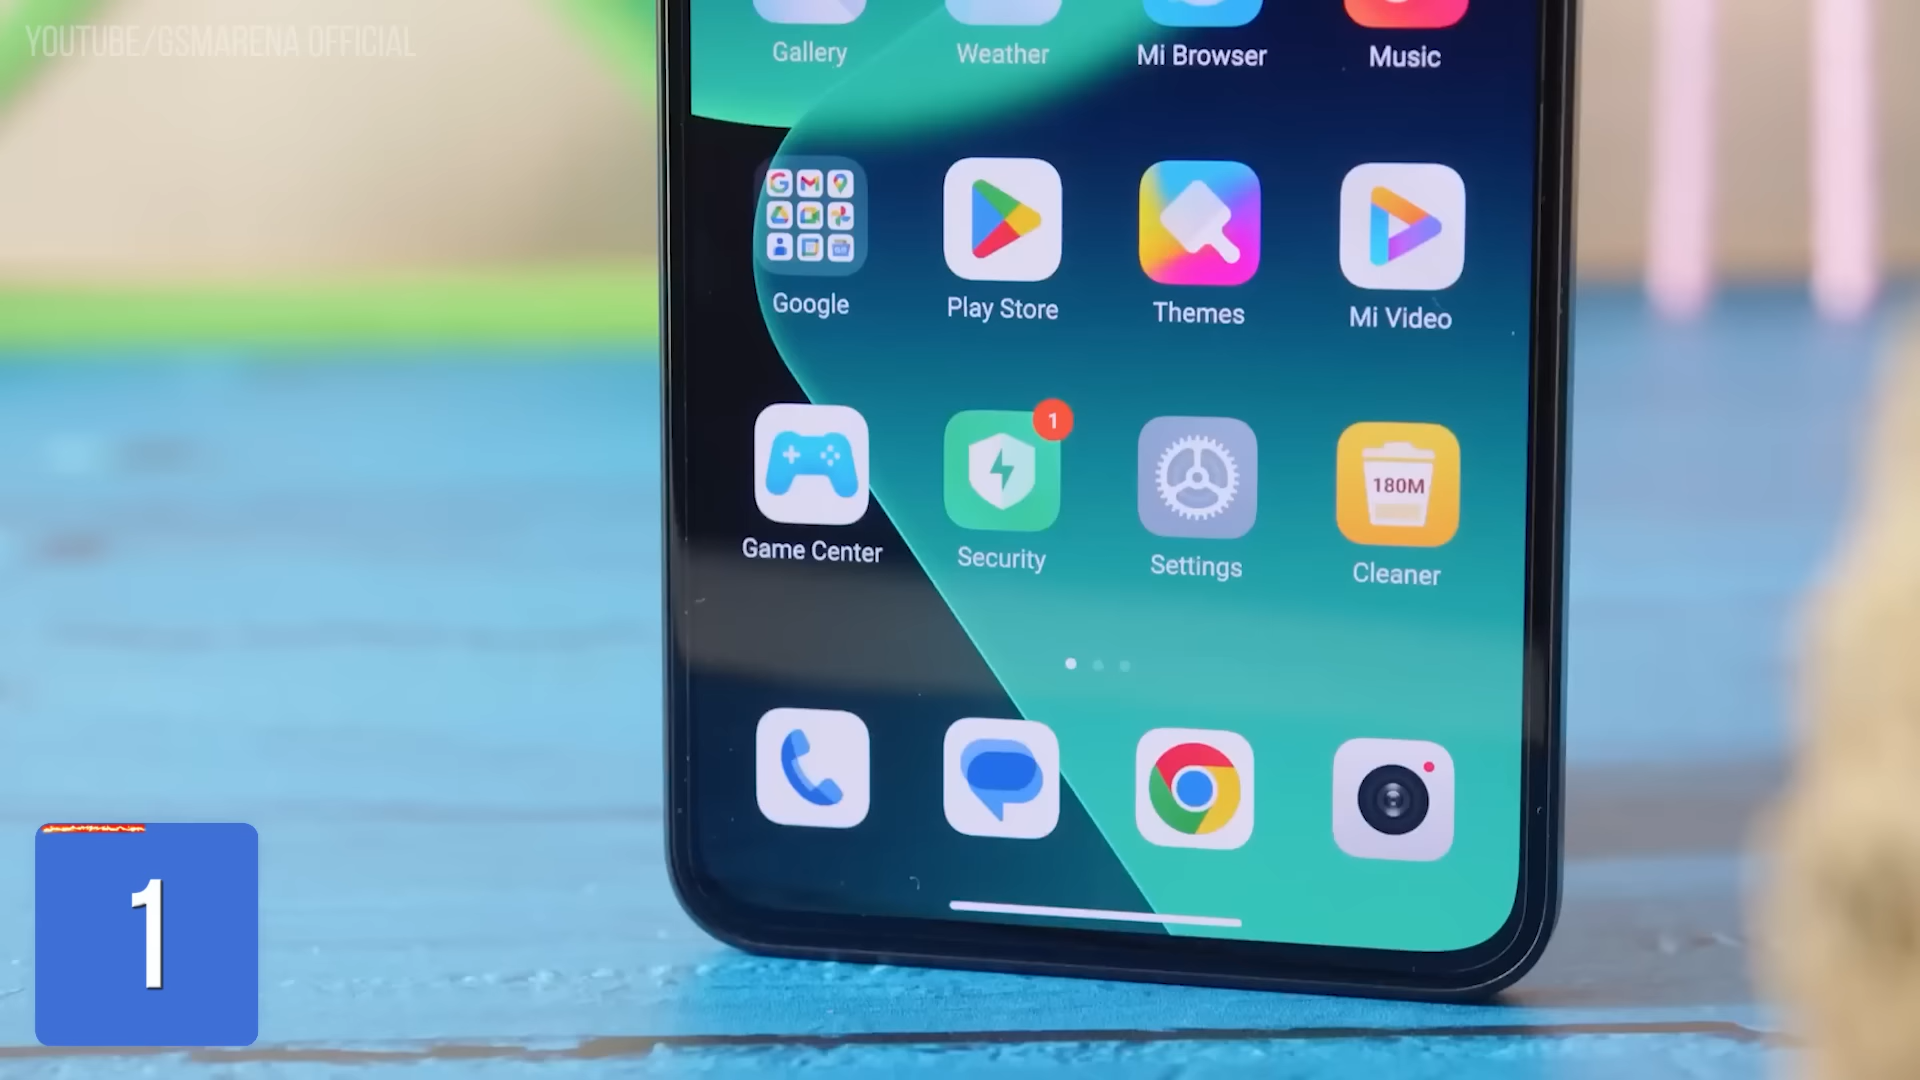 YOUTUBE/GSMARENA OFFICIAL
Gallery
Weather
Mi Browser
Music
Google
Play Store
Themes
Mi Video
1
180M
Game Center
Security
Settings
Cleaner
1